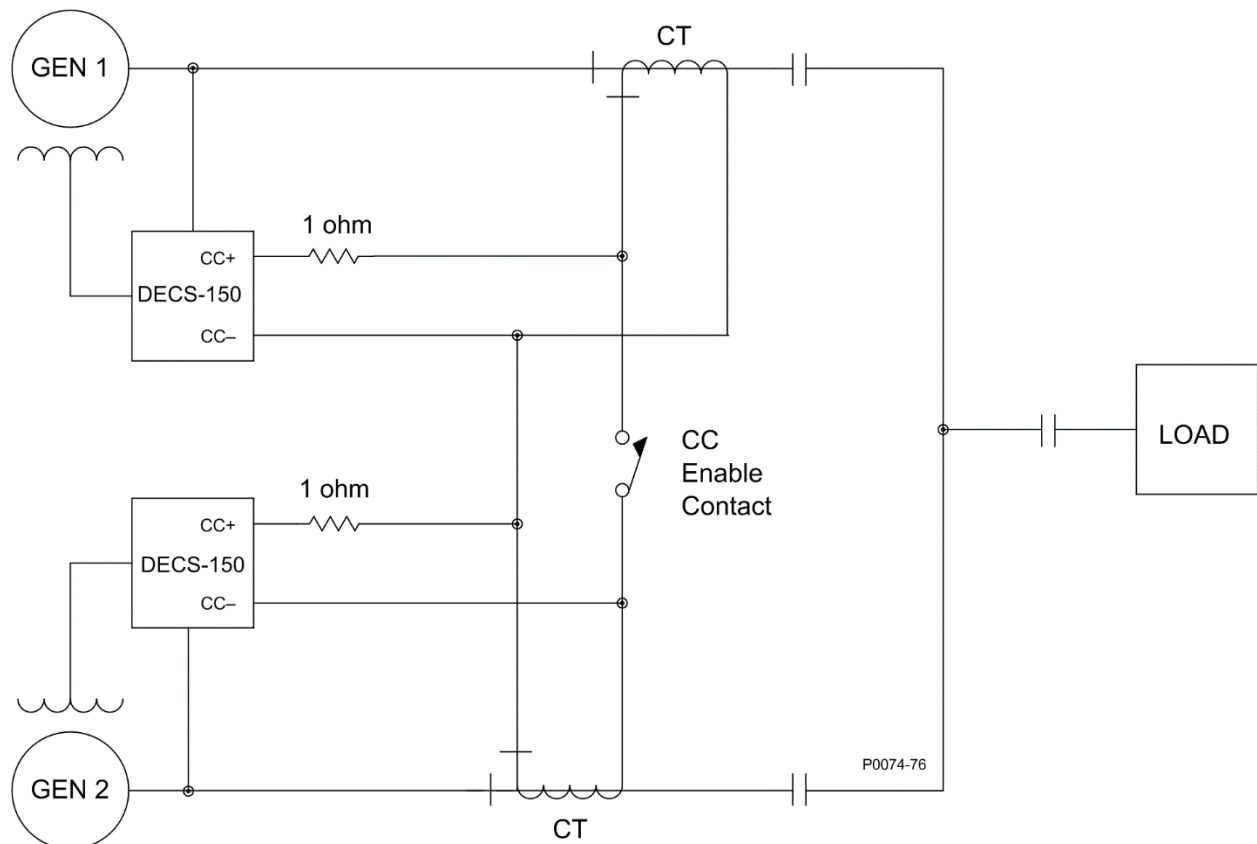 CT
GEN 1
1 ohm
CC+
DECS-150
CC–
CC
Enable
Contact
LOAD
1 ohm
CC+
DECS-150
CC–
P0074-76
GEN 2
CT